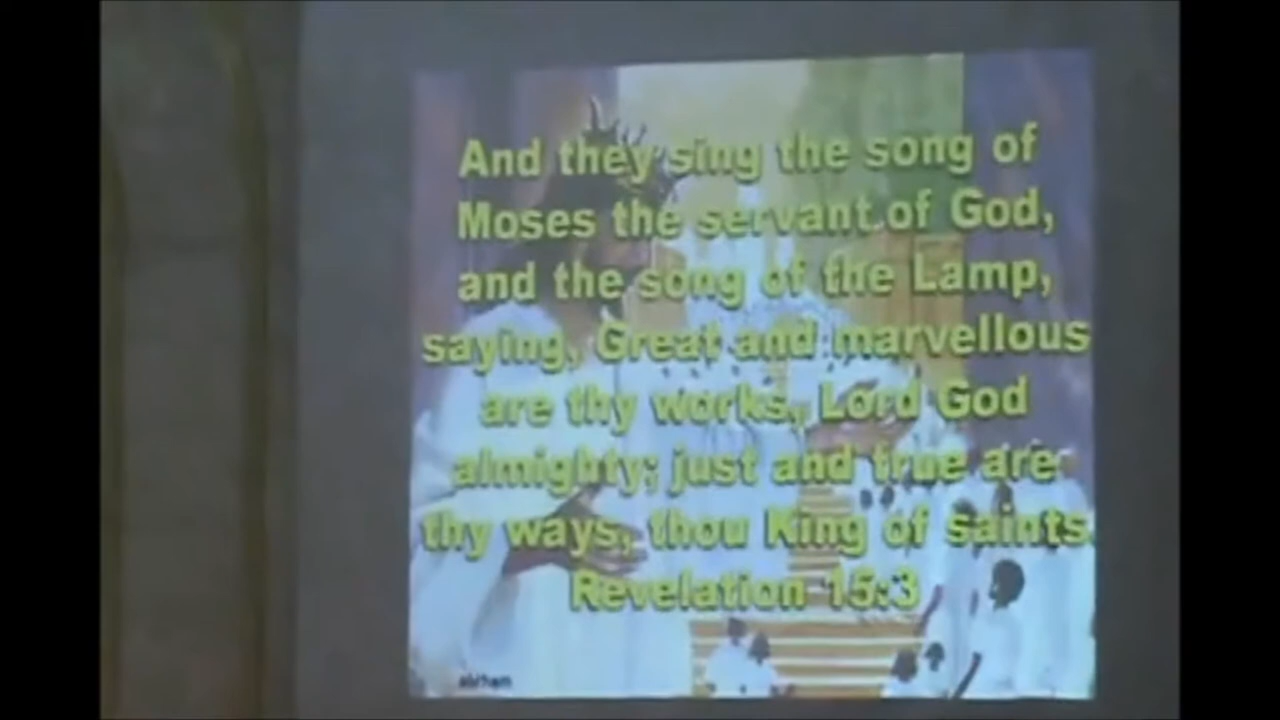 And they sing the song of
Moses the servant of God,
and the song of the Lamp,
saying, Great and marvellous
are thy works, Lord God
almighty; just and true are
thy ways, thou King of saints
Revelation 15:3